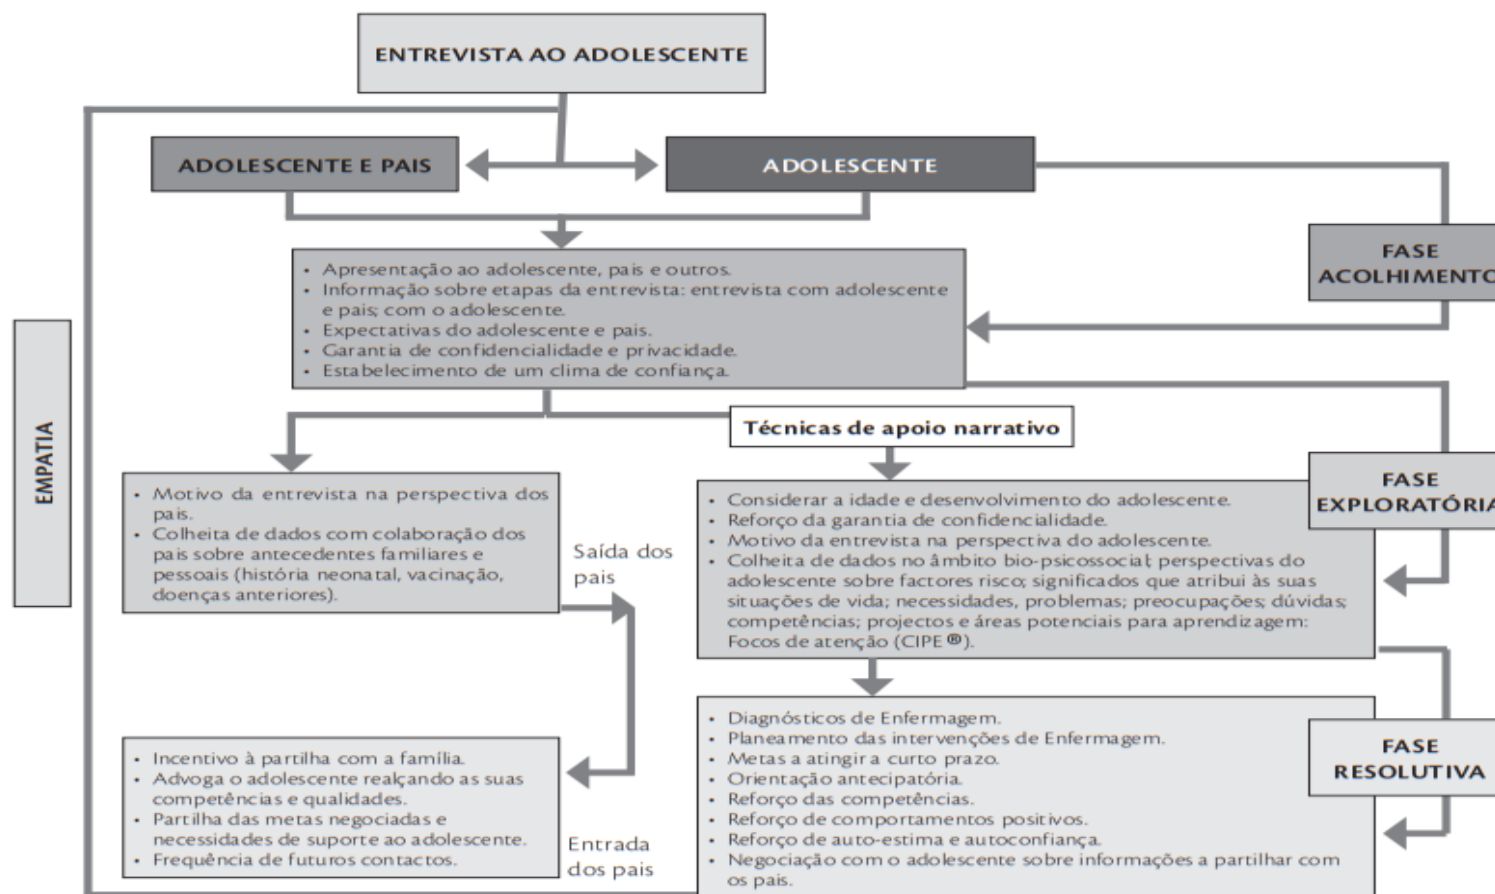 ENTREVISTA AO ADOLESCENTE
ADOLESCENTE E PAIS
ADOLESCENTE
FASE
ACOLHIMENTO
• Apresentação ao adolescente, pais e outros.
• Informação sobre etapas da entrevista: entrevista com adolescente
e pais; com o adolescente.
• Expectativas do adolescente e pais.
• Garantia de confidencialidade e privacidade.
• Estabelecimento de um clima de confiança.
EMPATIA
Técnicas de apoio narrativo
• Motivo da entrevista na perspectiva dos
pais.
• Colheita de dados com colaboração dos
pais sobre antecedentes familiares e
pessoais (história neonatal, vacinação,
doenças anteriores).
Saída dos
pais
• Considerar a idade e desenvolvimento do adolescente.
• Reforço da garantia de confidencialidade.
• Motivo da entrevista na perspectiva do adolescente.
• Colheita de dados no âmbito bio-psicossocial; perspectivas do
adolescente sobre factores risco; significados que atribui às suas
situações de vida; necessidades, problemas; preocupações; dúvidas;
competências; projectos e áreas potenciais para aprendizagem:
Focos de atenção (CIPE ®).
FASE
EXPLORATÓRIA
• Incentivo à partilha com a família.
• Advoga o adolescente realçando as suas
competências e qualidades.
• Partilha das metas negociadas e
necessidades de suporte ao adolescente.
• Frequência de futuros contactos.
Entrada
dos pais
• Diagnósticos de Enfermagem.
• Planeamento das intervenções de Enfermagem.
• Metas a atingir a curto prazo.
• Orientação antecipatória.
• Reforço das competências.
• Reforço de comportamentos positivos.
• Reforço de auto-estima e autoconfiança.
• Negociação com o adolescente sobre informações a partilhar com
os pais.
FASE
RESOLUTIVA